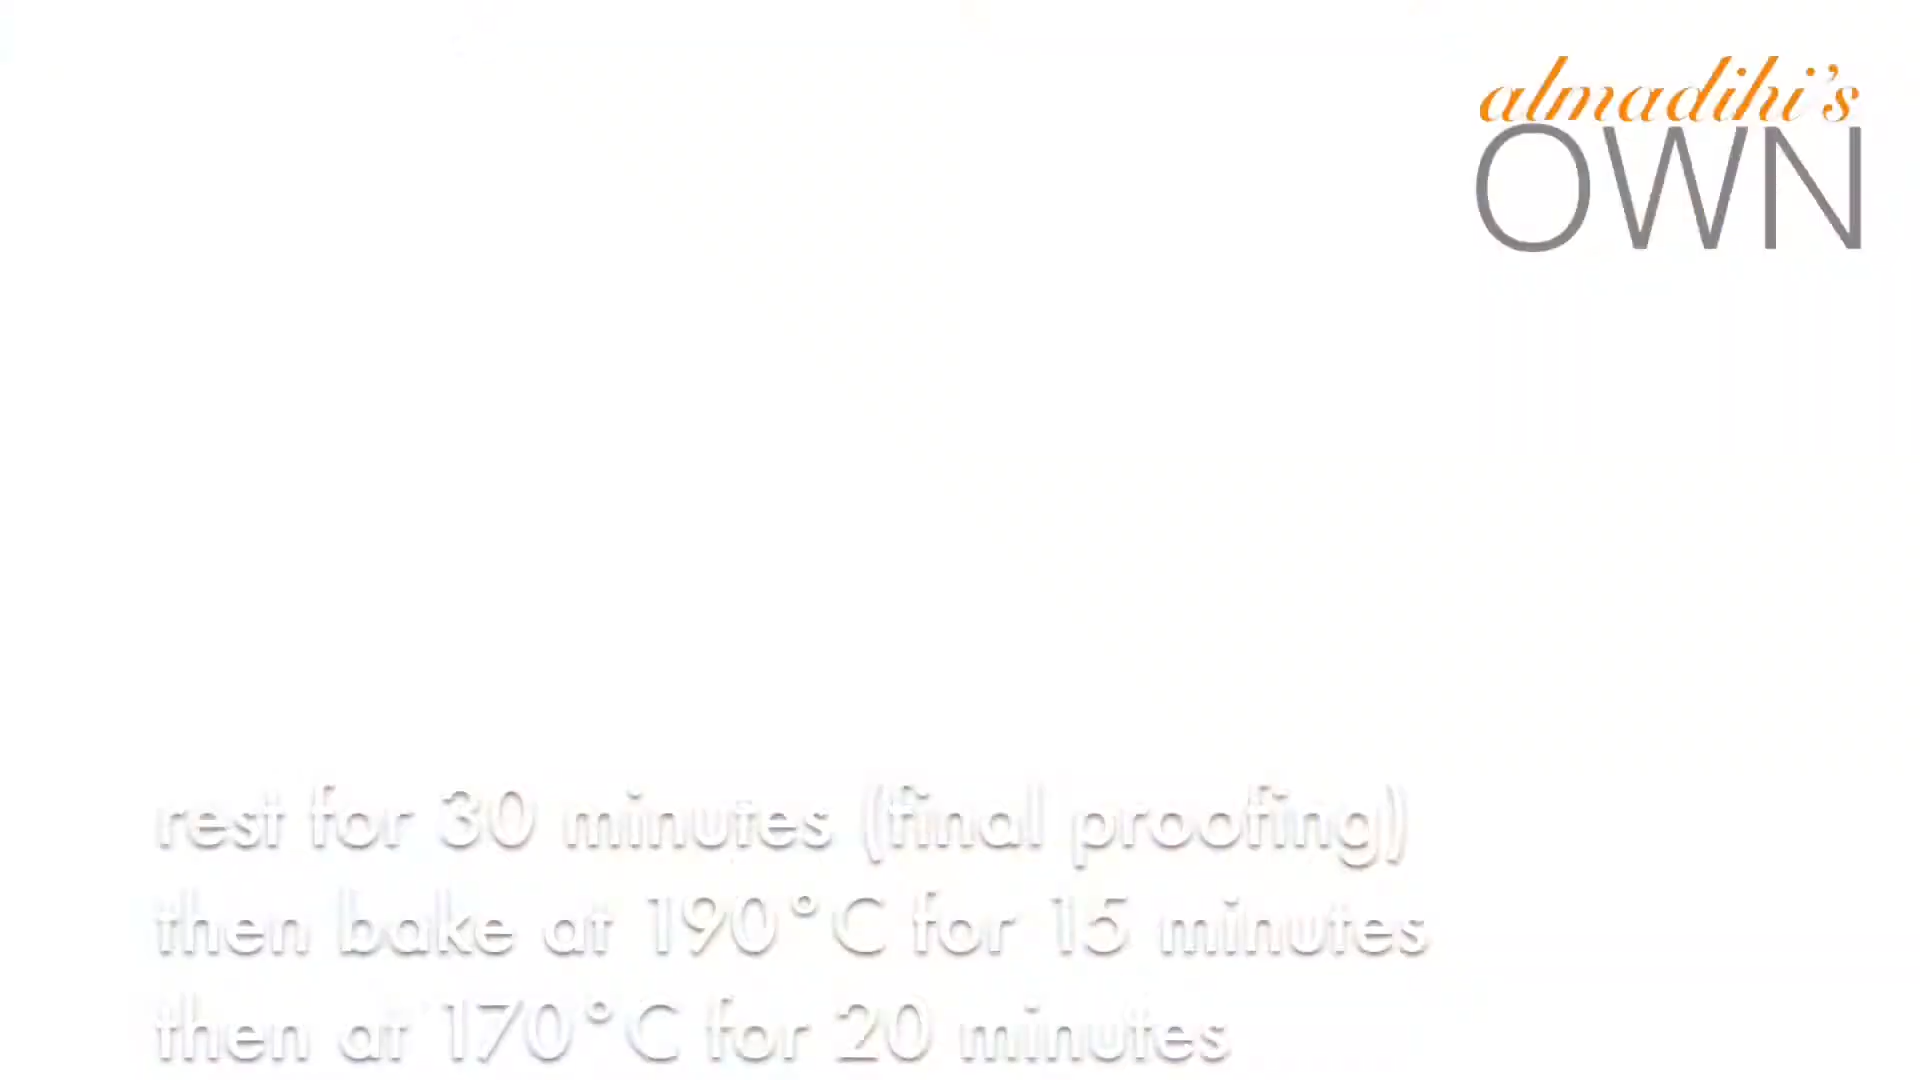 almadihi's
OWN
rest for 30 minutes (final proofing)
then bake at 190°C for 15 minutes
then at 170°C for 20 minutes